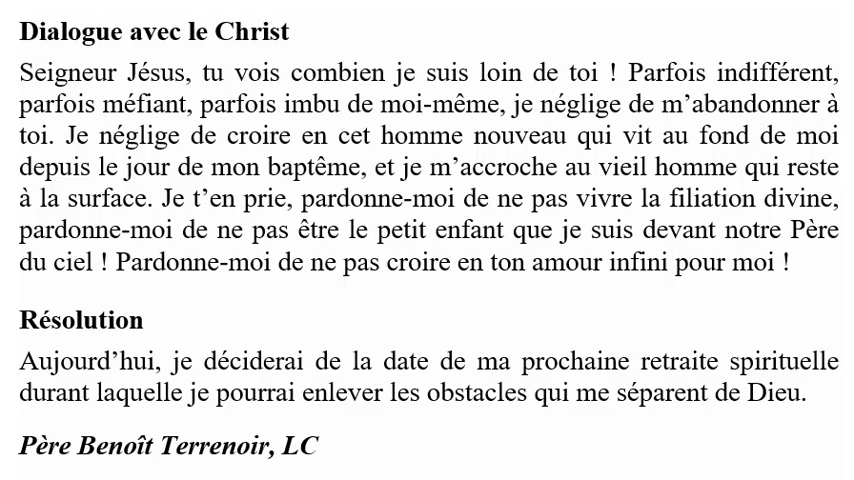 Dialogue avec le Christ
Seigneur Jésus, tu vois combien je suis loin de toi ! Parfois indifférent,
parfois méfiant, parfois imbu de moi-même, je néglige de m’abandonner à
toi. Je néglige de croire en cet homme nouveau qui vit au fond de moi
depuis le jour de mon baptême, et je m’accroche au vieil homme qui reste
à la surface. Je t’en prie, pardonne-moi de ne pas vivre la filiation divine,
pardonne-moi de ne pas être le petit enfant que je suis devant notre Père
du ciel ! Pardonne-moi de ne pas croire en ton amour infini pour moi !
Résolution
Aujourd’hui, je déciderai de la date de ma prochaine retraite spirituelle
durant laquelle je pourrai enlever les obstacles qui me séparent de Dieu.
Père Benoît Terrenoir, LC